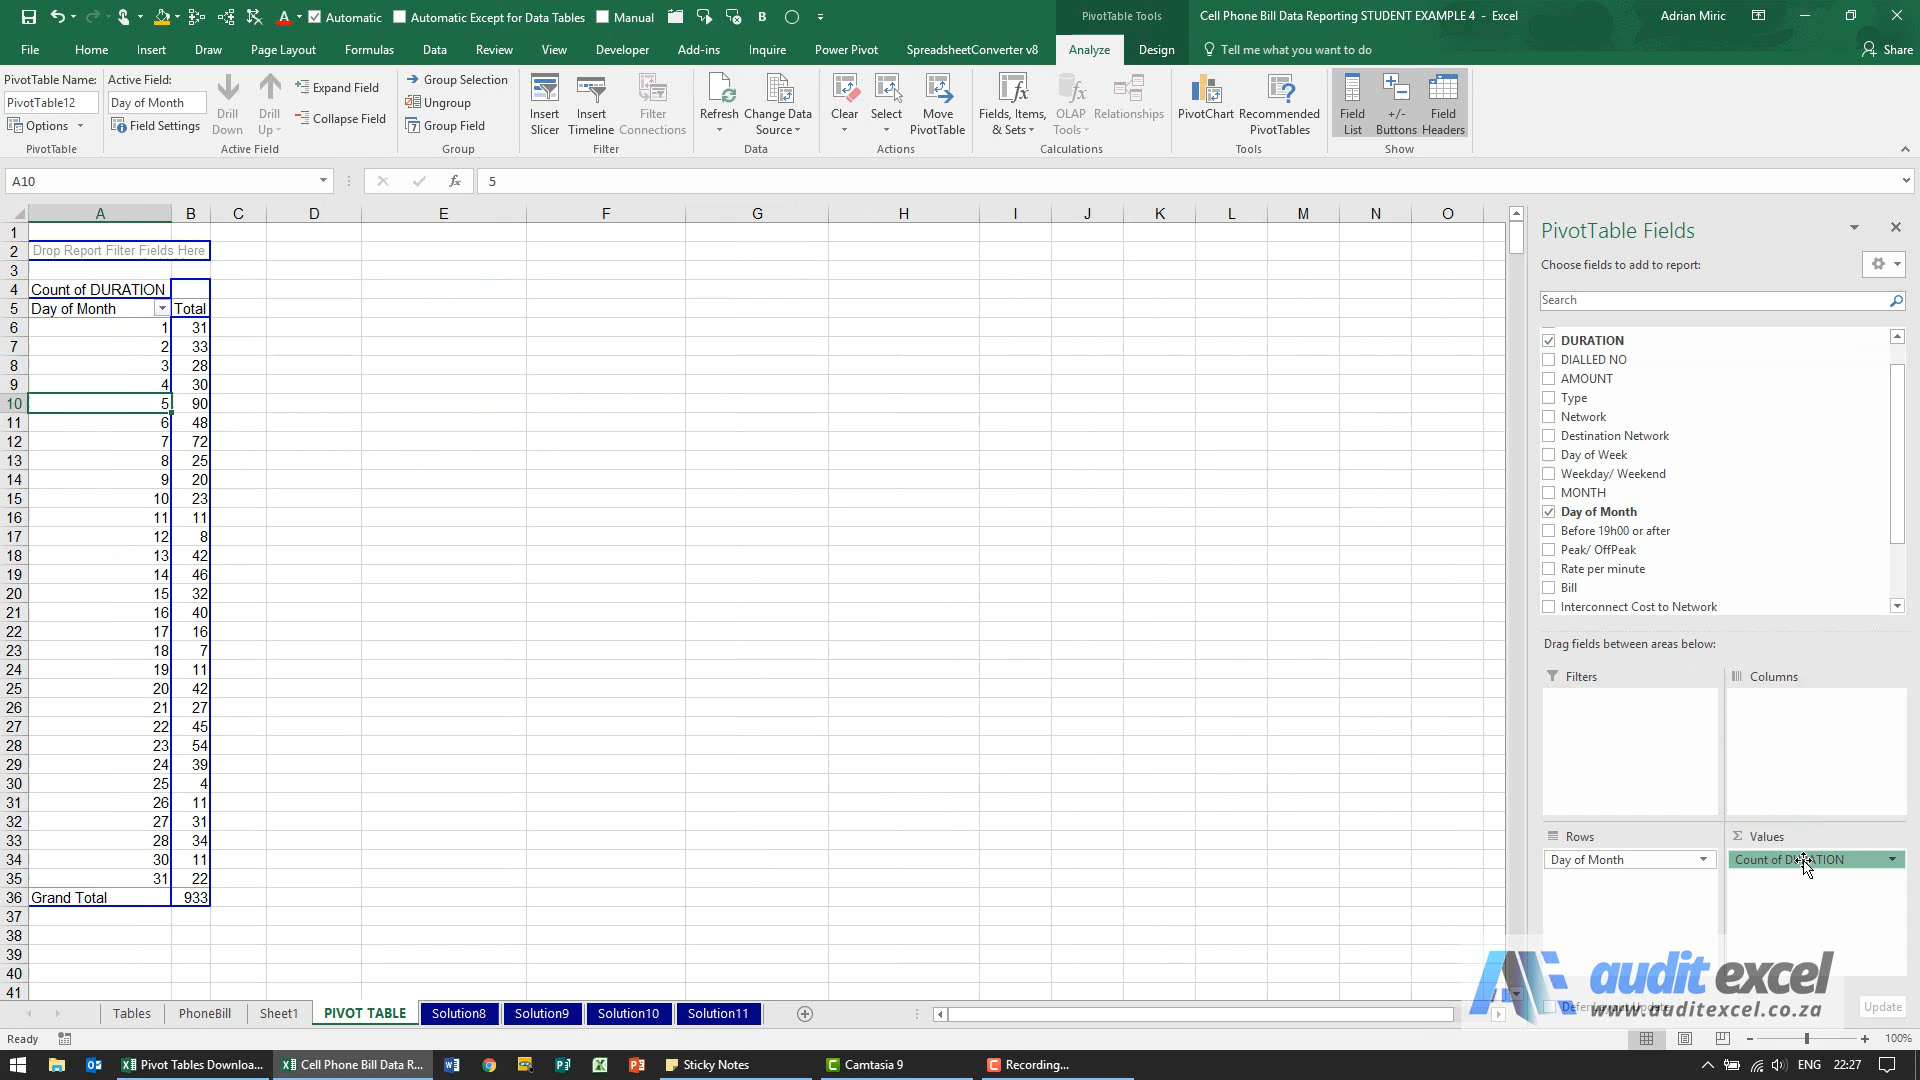 Automatic Automatic Except for Data Tables Manual B PivotTable Tools Cell Phone Bill Data Reporting STUDENT EXAMPLE 4 - Excel Adrian Miric
File Home Insert Draw Page Layout Formulas Data Review View Developer Add-ins Inquire Power Pivot SpreadsheetConverter v8 Analyze Design Tell me what you want to do Share
PivotTable Name:
PivotTable12
Options
PivotTable
Active Field:
Day of Month
Field Settings
Drill Down
Drill Up
Expand Field
Collapse Field
Active Field
Group Selection
Ungroup
Group Field
Group
Insert Slicer
Insert Timeline
Filter Connections
Filter
Refresh
Change Data Source
Data
Clear
Select
Move PivotTable
Actions
Fields, Items, & Sets
OLAP Tools
Relationships
Calculations
PivotChart
Recommended PivotTables
Tools
Field List
+/- Buttons
Field Headers
Show
A10 fx 5
A B C D E F G H I J K L M N O
1
2 Drop Report Filter Fields Here
3
4 Count of DURATION
5 Day of Month Total
6 1 31
7 2 33
8 3 28
9 4 30
10 5 90
11 6 48
12 7 72
13 8 25
14 9 20
15 10 23
16 11 11
17 12 8
18 13 42
19 14 46
20 15 32
21 16 40
22 17 16
23 18 7
24 19 11
25 20 42
26 21 27
27 22 45
28 23 54
29 24 39
30 25 4
31 26 11
32 27 31
33 28 34
34 30 11
35 31 22
36 Grand Total 933
37
38
39
40
41
PivotTable Fields
Choose fields to add to report:
Search
DURATION
DIALLED NO
AMOUNT
Type
Network
Destination Network
Day of Week
Weekday/ Weekend
MONTH
Day of Month
Before 19h00 or after
Peak/ OffPeak
Rate per minute
Bill
Interconnect Cost to Network
Drag fields between areas below:
Filters Columns
Rows Values
Day of Month Count of DURATION
audit excel
www.auditexcel.co.za
Defer Layout Update Update
Tables PhoneBill Sheet1 PIVOT TABLE Solution8 Solution9 Solution10 Solution11
Ready 100%
Pivot Tables Downloa... Cell Phone Bill Data R... Sticky Notes Camtasia 9 Recording... ENG 22:27